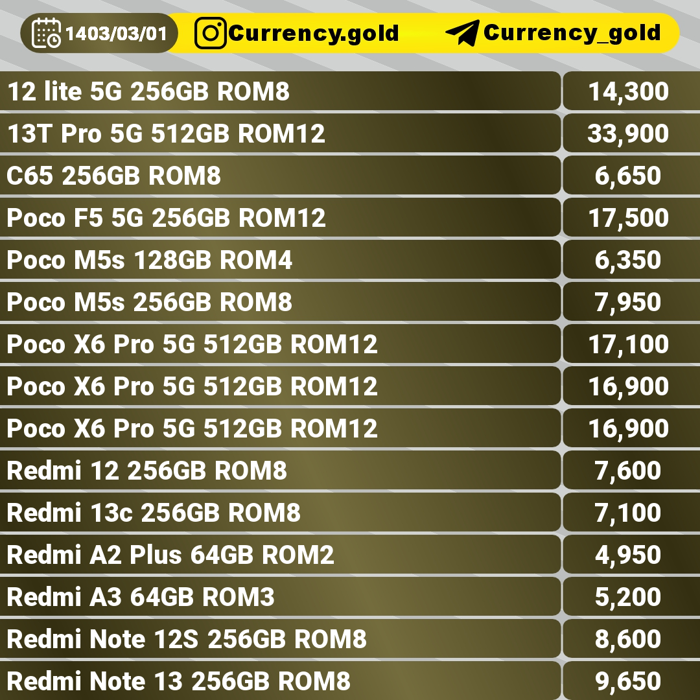 1403/03/01 Currency.gold Currency_gold
12 lite 5G 256GB ROM8 14,300
13T Pro 5G 512GB ROM12 33,900
C65 256GB ROM8 6,650
Poco F5 5G 256GB ROM12 17,500
Poco M5s 128GB ROM4 6,350
Poco M5s 256GB ROM8 7,950
Poco X6 Pro 5G 512GB ROM12 17,100
Poco X6 Pro 5G 512GB ROM12 16,900
Poco X6 Pro 5G 512GB ROM12 16,900
Redmi 12 256GB ROM8 7,600
Redmi 13c 256GB ROM8 7,100
Redmi A2 Plus 64GB ROM2 4,950
Redmi A3 64GB ROM3 5,200
Redmi Note 12S 256GB ROM8 8,600
Redmi Note 13 256GB ROM8 9,650